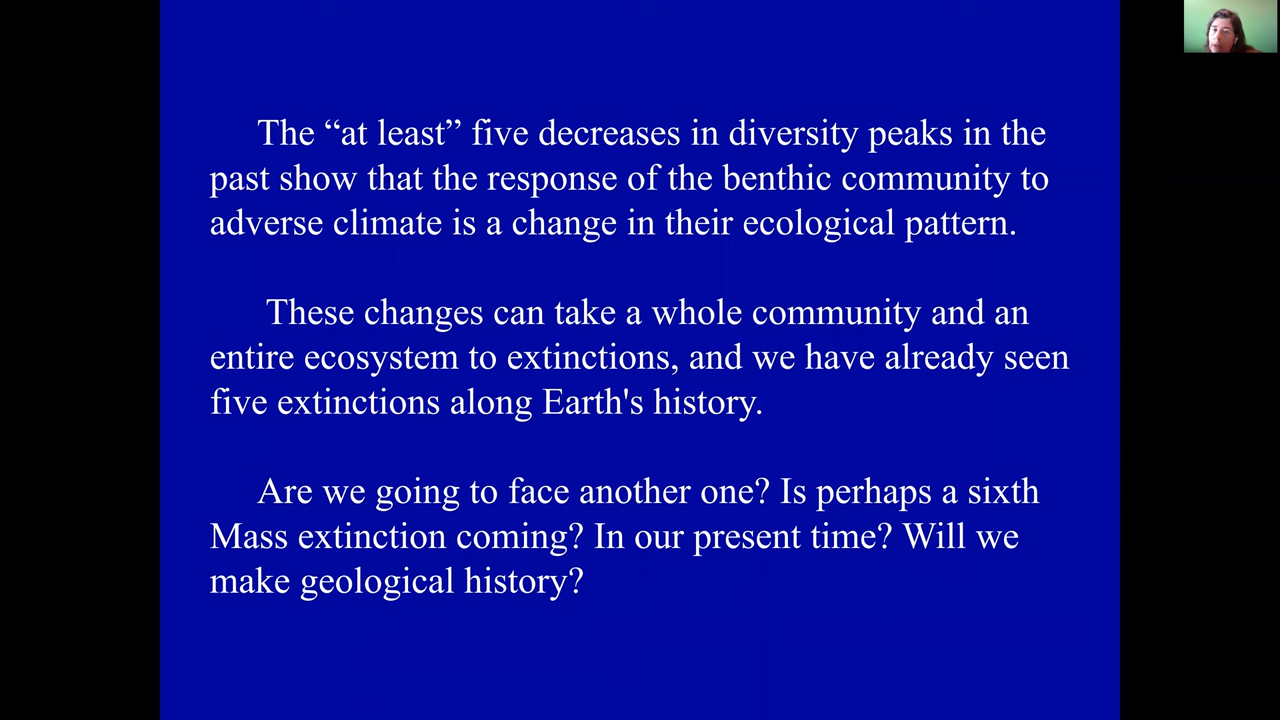 The “at least” five decreases in diversity peaks in the
past show that the response of the benthic community to
adverse climate is a change in their ecological pattern.
These changes can take a whole community and an
entire ecosystem to extinctions, and we have already seen
five extinctions along Earth's history.
Are we going to face another one? Is perhaps a sixth
Mass extinction coming? In our present time? Will we
make geological history?